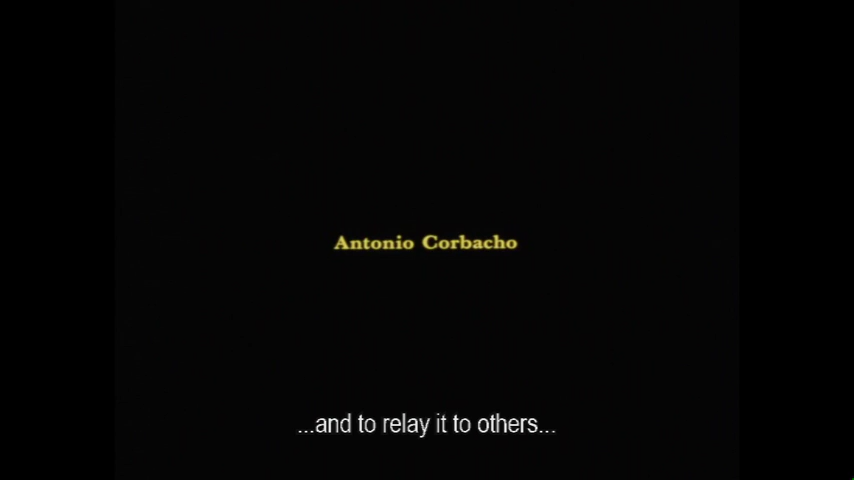 Antonio Corbacho
...and to relay it to others...